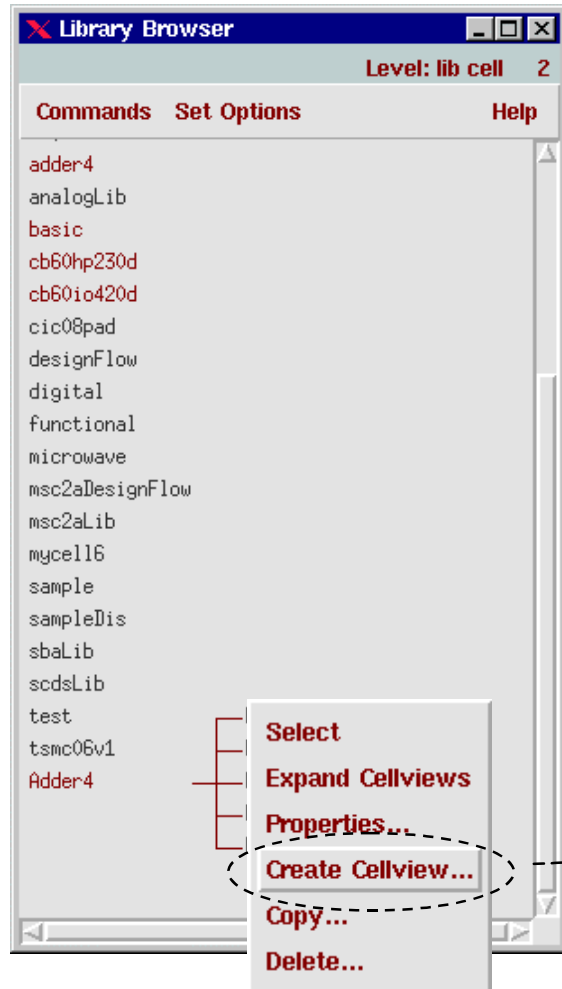 Library Browser
Level: lib cell 2
Commands Set Options Help
adder4
analogLib
basic
cb60hp230d
cb60io420d
cic08pad
designFlow
digital
functional
microwave
msc2aDesignFlow
msc2aLib
mycell6
sample
sampleDis
sbaLib
scdsLib
test
tsmc06v1
Adder4
Select
Expand Cellviews
Properties...
Create Cellview...
Copy...
Delete...